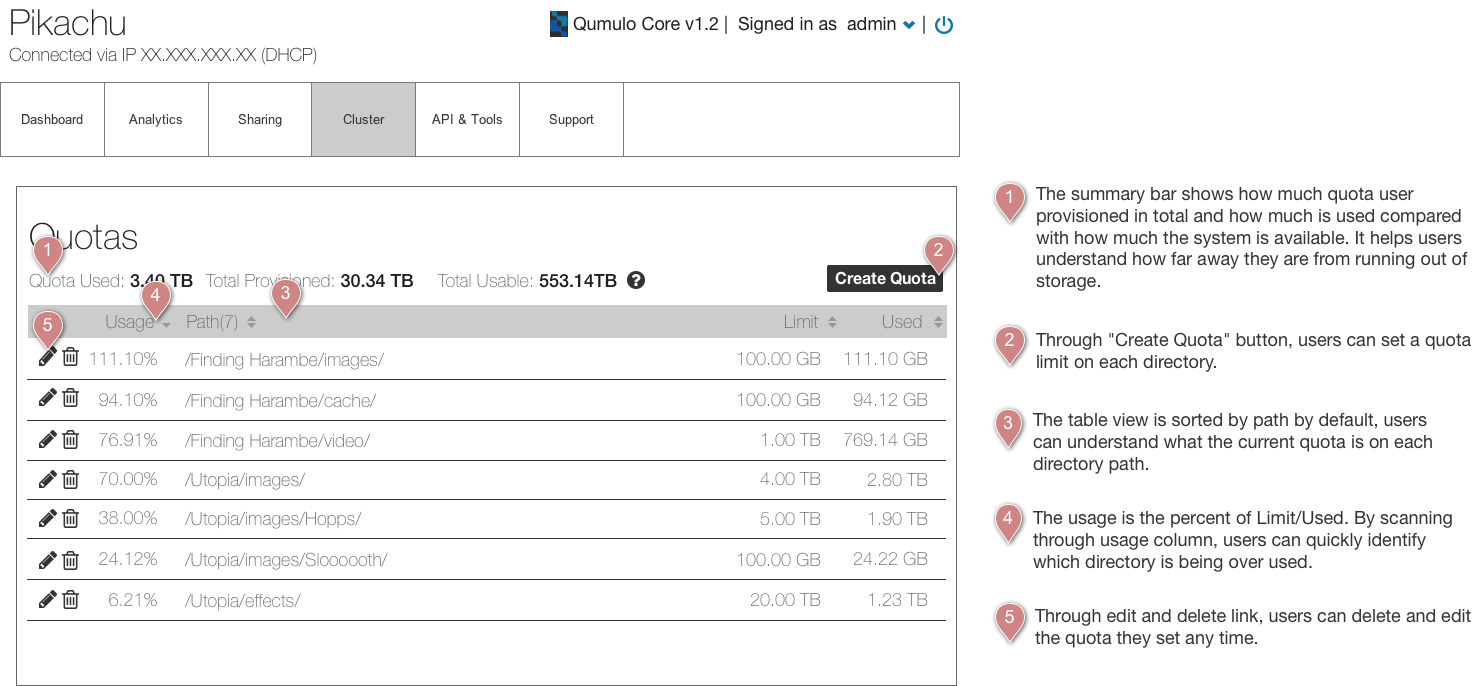 Pikachu
Qumulo Core v1.2 | Signed in as admin |
Connected via IP XX.XXX.XXX.XX (DHCP)
Dashboard Analytics Sharing Cluster API & Tools Support
Quotas
Quota Used: 3.40 TB Total Provisioned: 30.34 TB Total Usable: 553.14TB ?
Create Quota
Usage Path(7) Limit Used
111.10% /Finding Harambe/images/ 100.00 GB 111.10 GB
94.10% /Finding Harambe/cache/ 100.00 GB 94.12 GB
76.91% /Finding Harambe/video/ 1.00 TB 769.14 GB
70.00% /Utopia/images/ 4.00 TB 2.80 TB
38.00% /Utopia/images/Hopps/ 5.00 TB 1.90 TB
24.12% /Utopia/images/Sloooooth/ 100.00 GB 24.22 GB
6.21% /Utopia/effects/ 20.00 TB 1.23 TB
1
2
3
4
5
1 The summary bar shows how much quota user
provisioned in total and how much is used compared
with how much the system is available. It helps users
understand how far away they are from running out of
storage.
2 Through "Create Quota" button, users can set a quota
limit on each directory.
3 The table view is sorted by path by default, users
can understand what the current quota is on each
directory path.
4 The usage is the percent of Limit/Used. By scanning
through usage column, users can quickly identify
which directory is being over used.
5 Through edit and delete link, users can delete and edit
the quota they set any time.